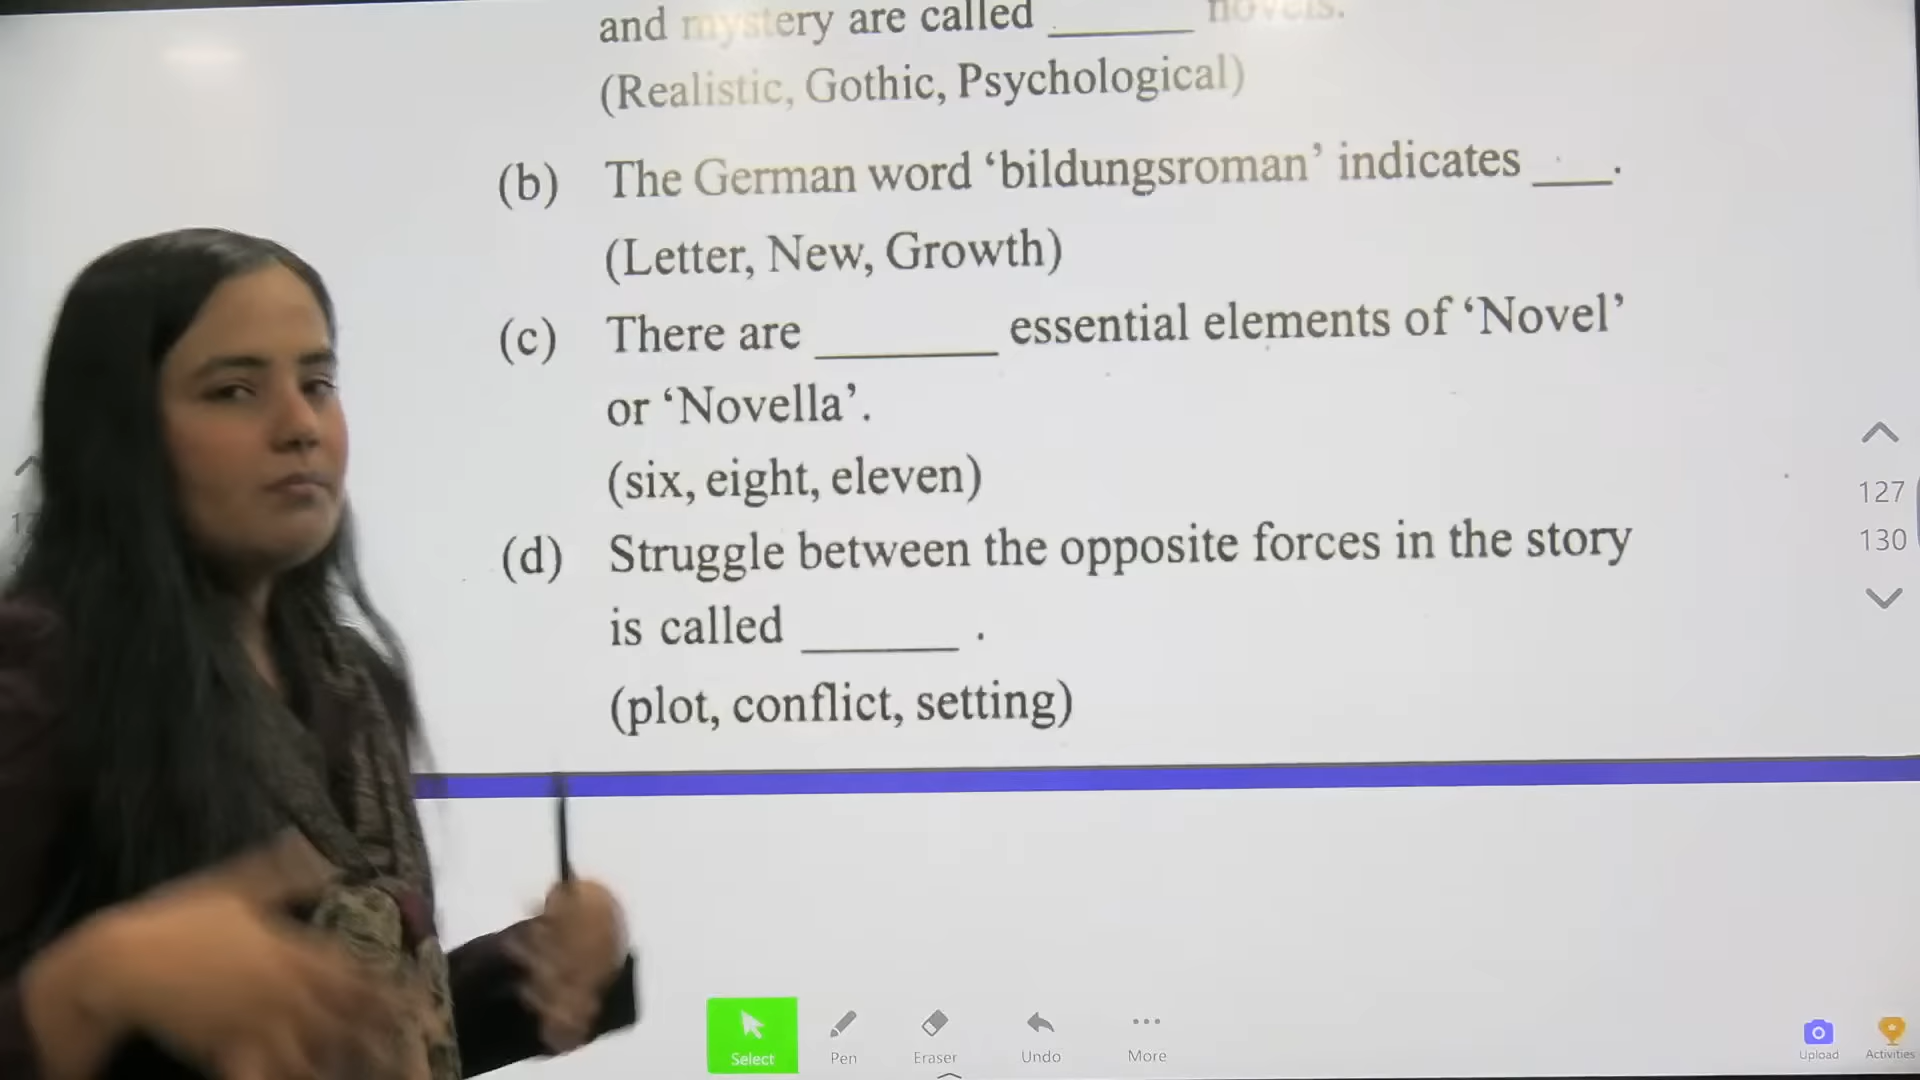 and mystery are called ______ novels.
(Realistic, Gothic, Psychological)
(b) The German word ‘bildungsroman’ indicates ___.
(Letter, New, Growth)
(c) There are _______ essential elements of ‘Novel’
or ‘Novella’.
(six, eight, eleven)
(d) Struggle between the opposite forces in the story
is called ______ .
(plot, conflict, setting)
127
130
Select
Pen
Eraser
Undo
More
Upload
Activities